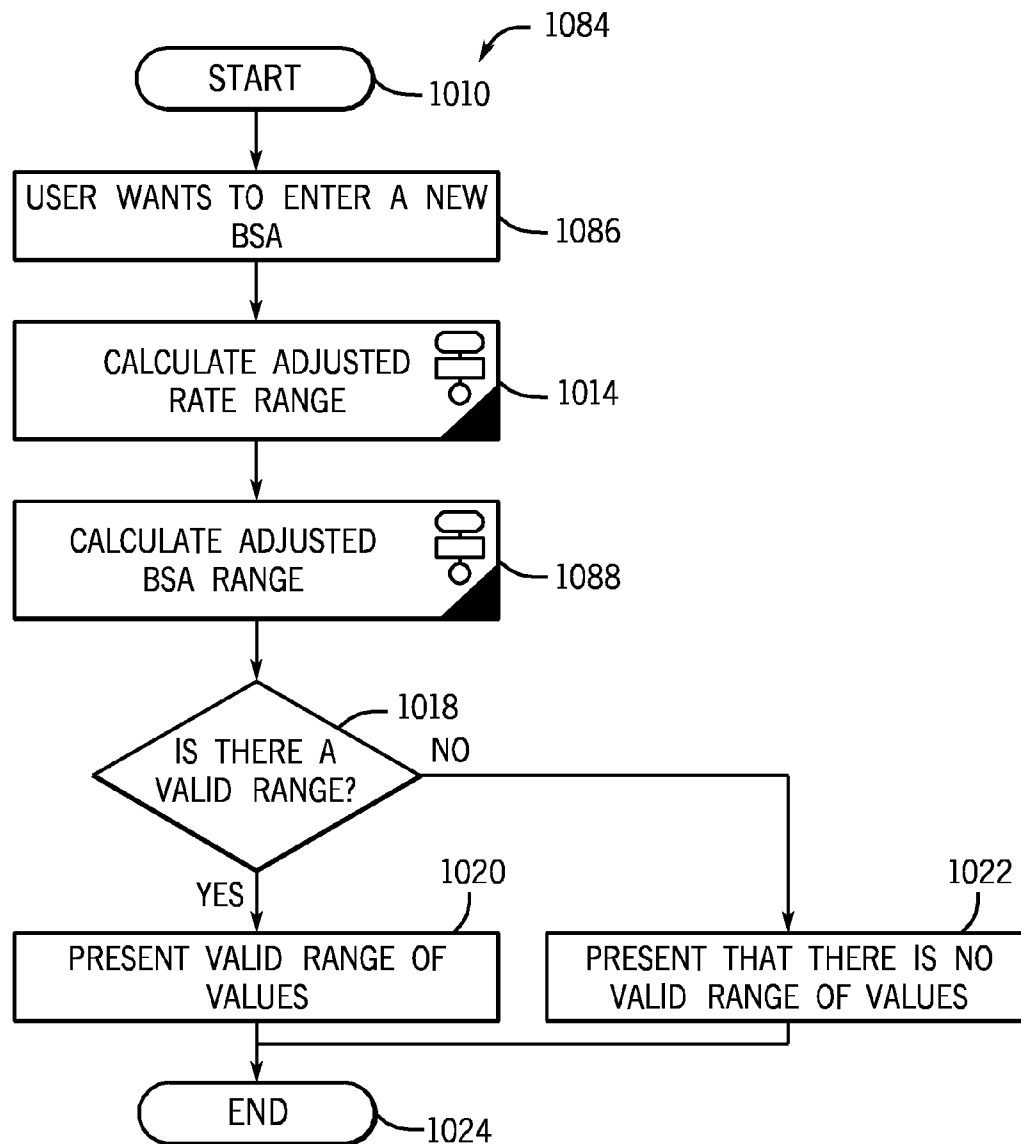 1084
START
1010
USER WANTS TO ENTER A NEW
BSA
1086
CALCULATE ADJUSTED
RATE RANGE
1014
CALCULATE ADJUSTED
BSA RANGE
1088
1018
IS THERE A
VALID RANGE?
NO
YES
1020
PRESENT VALID RANGE OF
VALUES
1022
PRESENT THAT THERE IS NO
VALID RANGE OF VALUES
END
1024